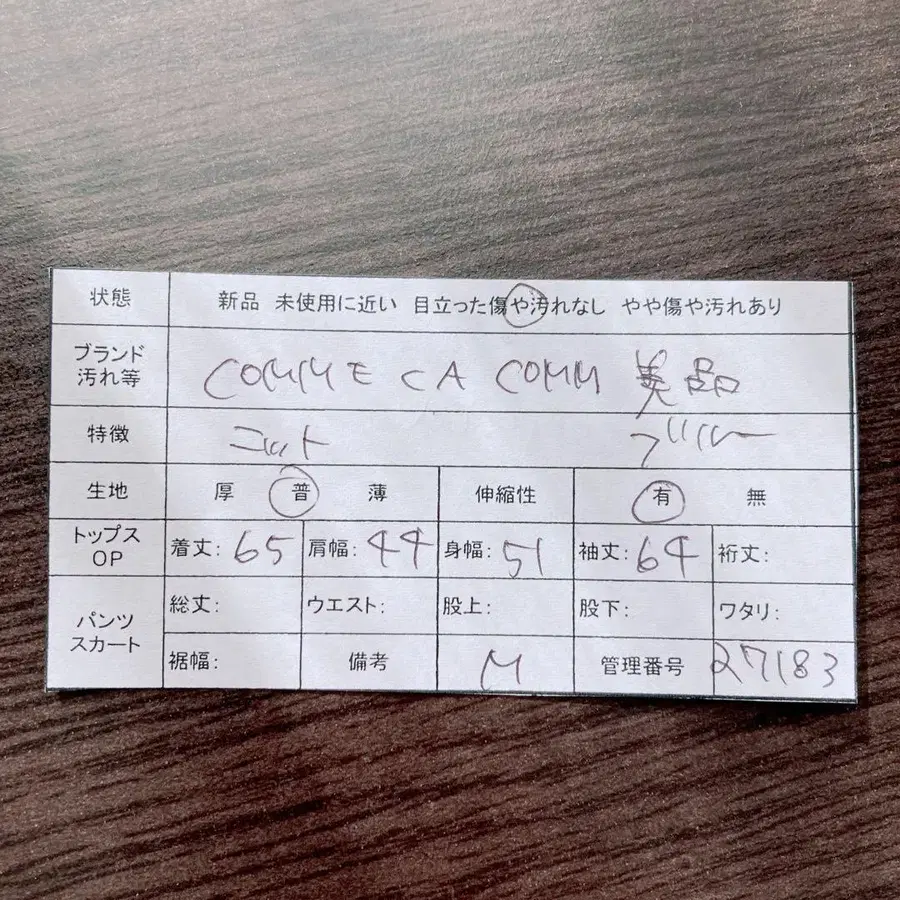 状態 新品 未使用に近い 目立った傷や汚れなし やや傷や汚れあり
ブランド
汚れ等 COMME CA COMM 美品
特徴 ニット ブルー
生地 厚 普 薄 伸縮性 有 無
トップス
OP 着丈: 65 肩幅: 44 身幅: 51 袖丈: 64 裄丈:
パンツ
スカート 総丈: ウエスト: 股上: 股下: ワタリ:
裾幅: 備考 M 管理番号 27183